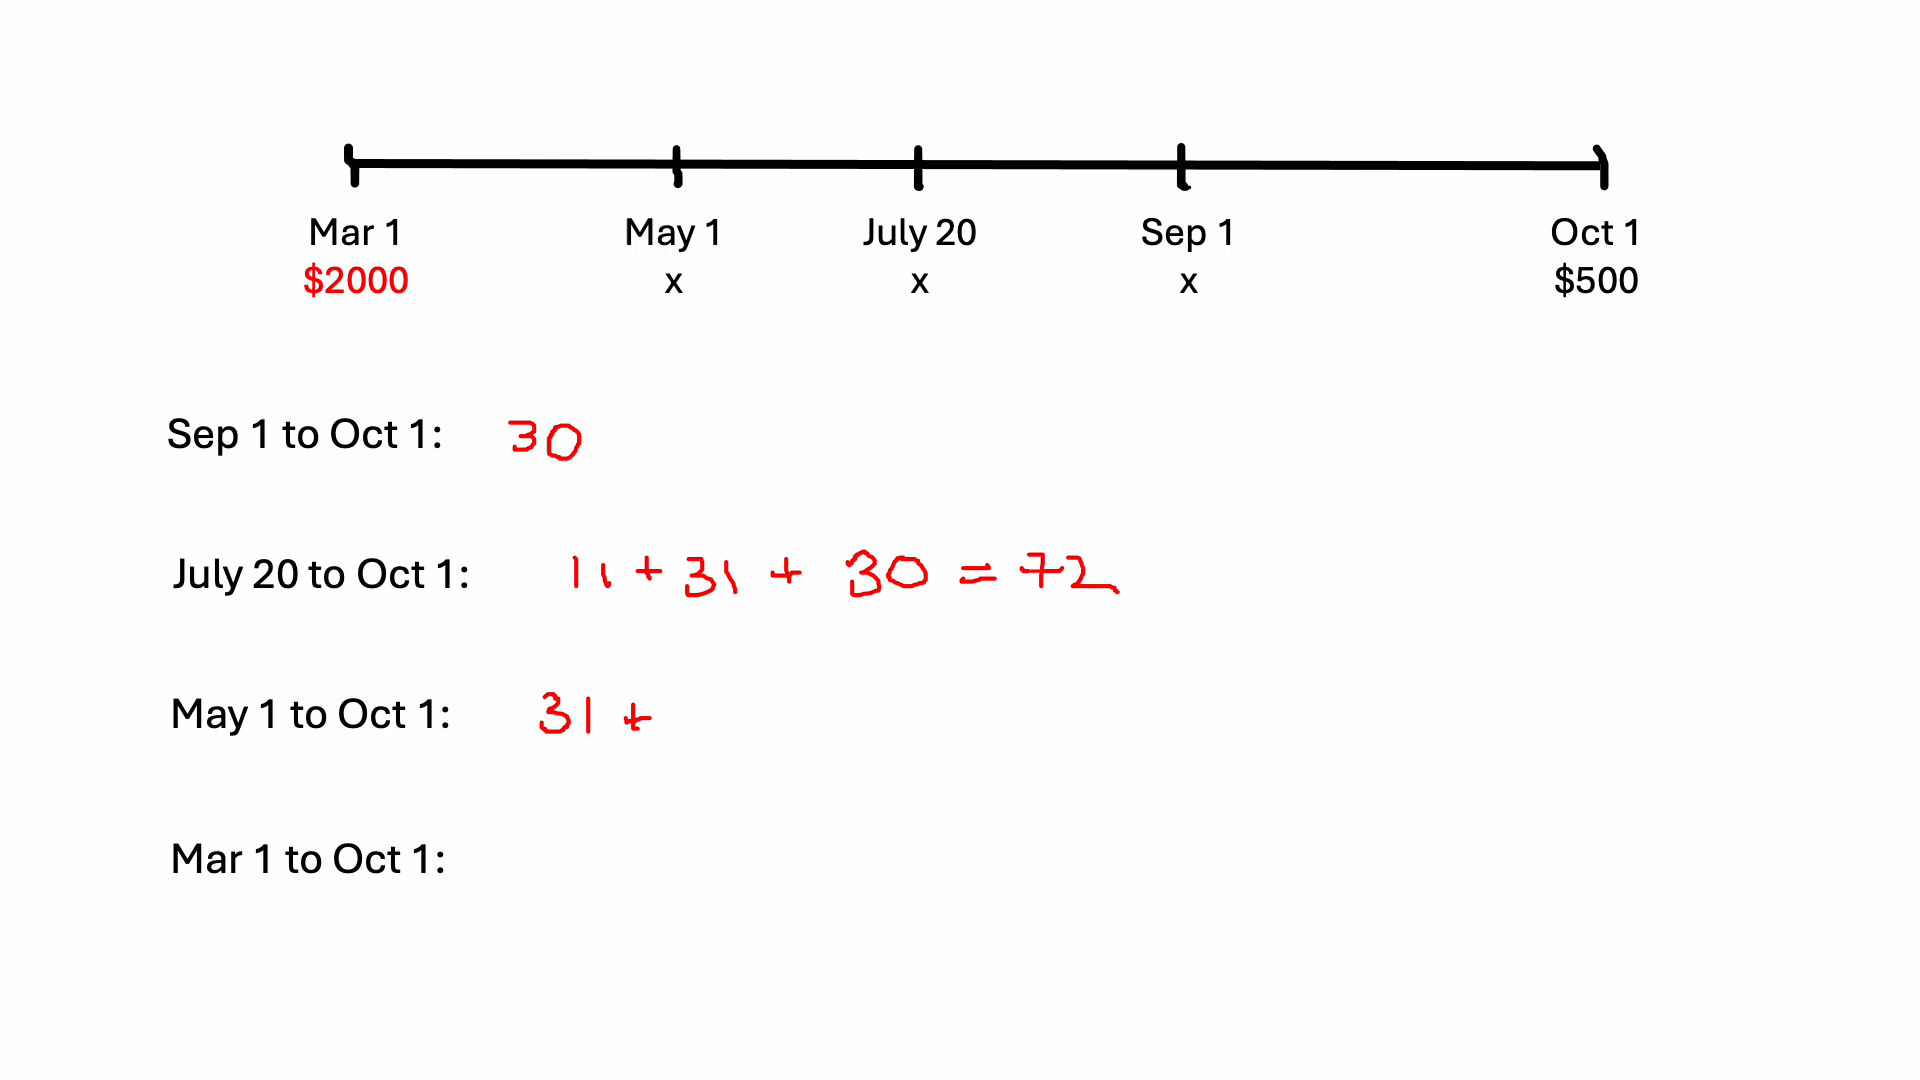 Mar 1 May 1 July 20 Sep 1 Oct 1
$2000 x x x $500
Sep 1 to Oct 1: 30
July 20 to Oct 1: 11 + 31 + 30 = 72
May 1 to Oct 1: 31 +
Mar 1 to Oct 1: